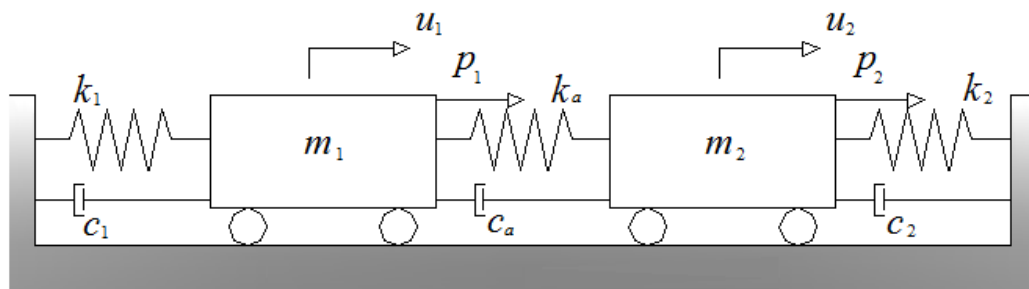 u₁
u₂
p₁
p₂
k₁
kₐ
k₂
m₁
m₂
c₁
cₐ
c₂